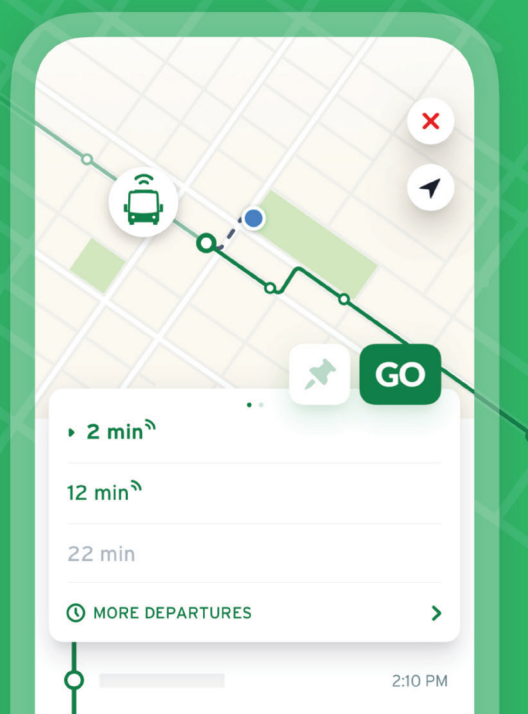 GO
2 min
12 min
22 min
MORE DEPARTURES
2:10 PM